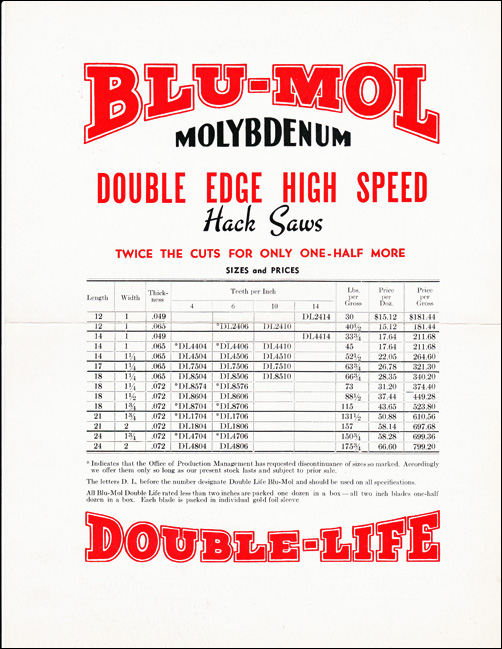 BLU-MOL
MOLYBDENUM
DOUBLE EDGE HIGH SPEED
Hack Saws
TWICE THE CUTS FOR ONLY ONE-HALF MORE
SIZES and PRICES
Length Width Thick-ness Teeth per Inch Lbs. per Gross Price per Doz. Price per Gross
4 6 10 14
12 1 .049 DL2414 30 $15.12 $181.44
12 1 .065 *DL2406 DL2410 40½ 15.12 181.44
14 1 .049 DL4414 33¾ 17.64 211.68
14 1 .065 *DL4404 *DL4406 DL4410 45 17.64 211.68
14 1¼ .065 DL4504 DL4506 DL4510 52½ 22.05 264.60
17 1¼ .065 DL7504 DL7506 DL7510 63¾ 26.78 321.30
18 1¼ .065 DL8504 DL8506 DL8510 66¾ 28.35 340.20
18 1¼ .072 *DL8574 *DL8576 73 31.20 374.40
18 1½ .072 DL8604 DL8606 88½ 37.44 449.28
18 1¾ .072 *DL8704 *DL8706 115 43.65 523.80
21 1¾ .072 *DL1704 *DL1706 131½ 50.88 610.56
21 2 .072 DL1804 DL1806 157 58.14 697.68
24 1¾ .072 *DL4704 *DL4706 150¾ 58.28 699.36
24 2 .072 DL4804 DL4806 175¾ 66.60 799.20
* Indicates that the Office of Production Management has requested discontinuance of sizes so marked. Accordingly
we offer them only so long as our present stock lasts and subject to prior sale.
The letters D. L. before the number designate Double Life Blu-Mol and should be used on all specifications.
All Blu-Mol Double Life rated less than two inches are packed one dozen in a box — all two inch blades one-half
dozen in a box. Each blade is packed in individual gold foil sleeve
DOUBLE-LIFE